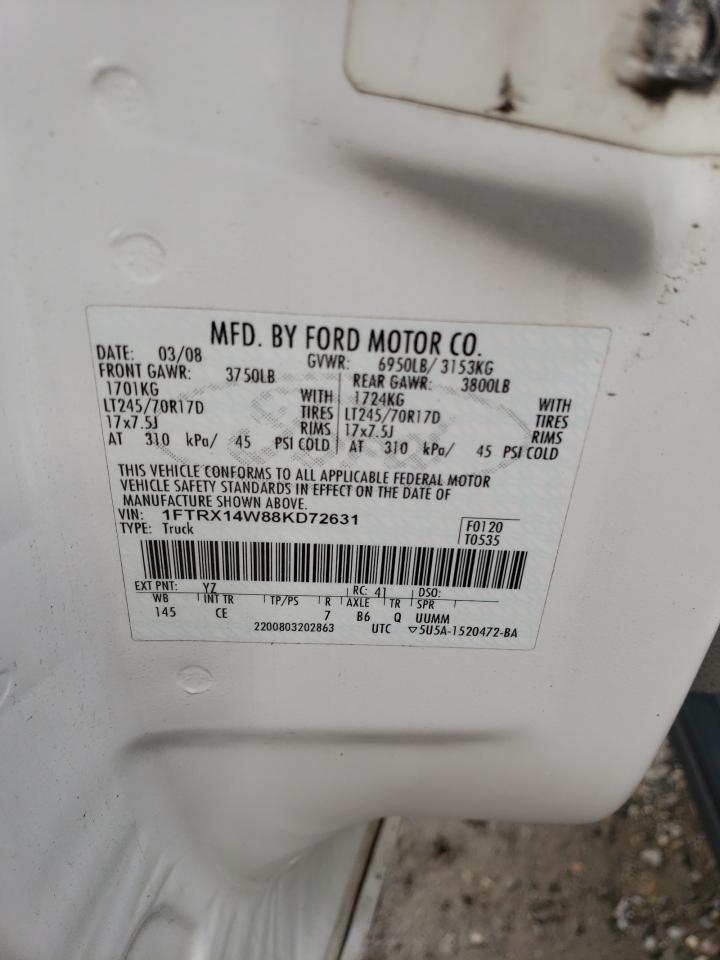 MFD. BY FORD MOTOR CO.
DATE: 03/08 GVWR: 6950LB/ 3153KG
FRONT GAWR: 3750LB REAR GAWR: 3800LB
1701KG WITH 1724KG WITH
LT245/70R17D TIRES LT245/70R17D TIRES
17x7.5J RIMS 17x7.5J RIMS
AT 310 kPa/ 45 PSI COLD AT 310 kPa/ 45 PSI COLD
THIS VEHICLE CONFORMS TO ALL APPLICABLE FEDERAL MOTOR
VEHICLE SAFETY STANDARDS IN EFFECT ON THE DATE OF
MANUFACTURE SHOWN ABOVE.
VIN: 1FTRX14W88KD72631 F0120
TYPE: Truck T0535
EXT PNT: YZ RC: 41 DSO:
WB INT TR TP/PS R AXLE TR SPR
145 CE 7 B6 Q UUMM
2200803202863 UTC ▽5U5A-1520472-BA